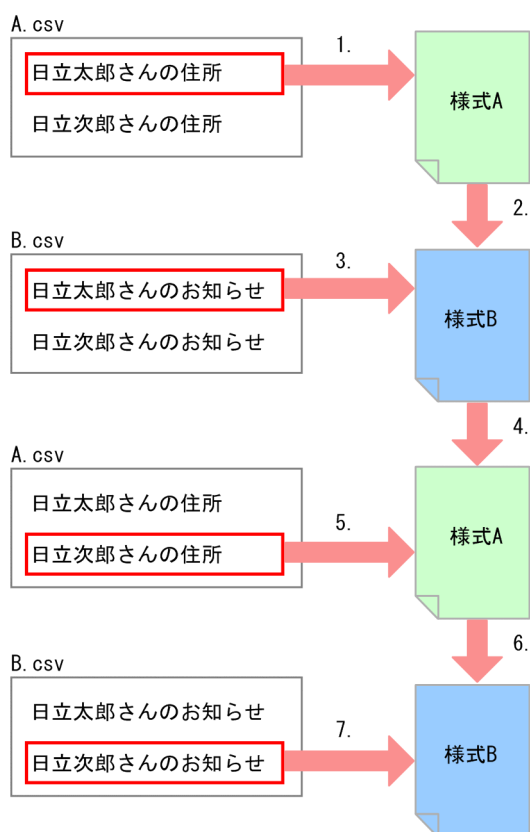 A.csv
日立太郎さんの住所
1.
様式A
日立次郎さんの住所
2.
B.csv
日立太郎さんのお知らせ
3.
様式B
日立次郎さんのお知らせ
4.
A.csv
日立太郎さんの住所
5.
様式A
日立次郎さんの住所
6.
B.csv
日立太郎さんのお知らせ
7.
様式B
日立次郎さんのお知らせ